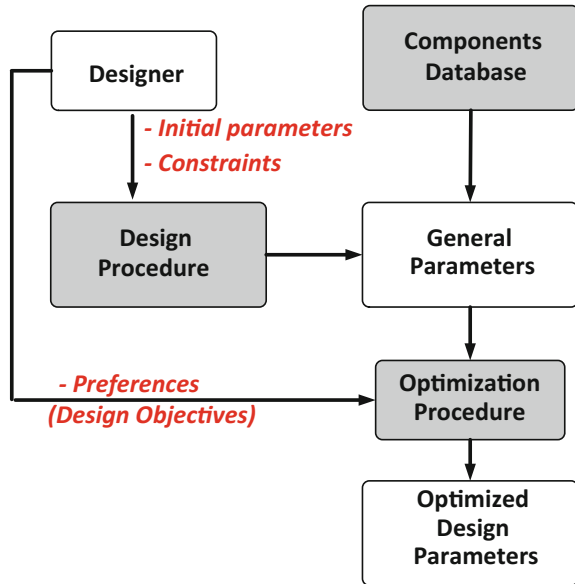 Designer
Components
Database
- Initial parameters
- Constraints
Design
Procedure
General
Parameters
- Preferences
(Design Objectives)
Optimization
Procedure
Optimized
Design
Parameters